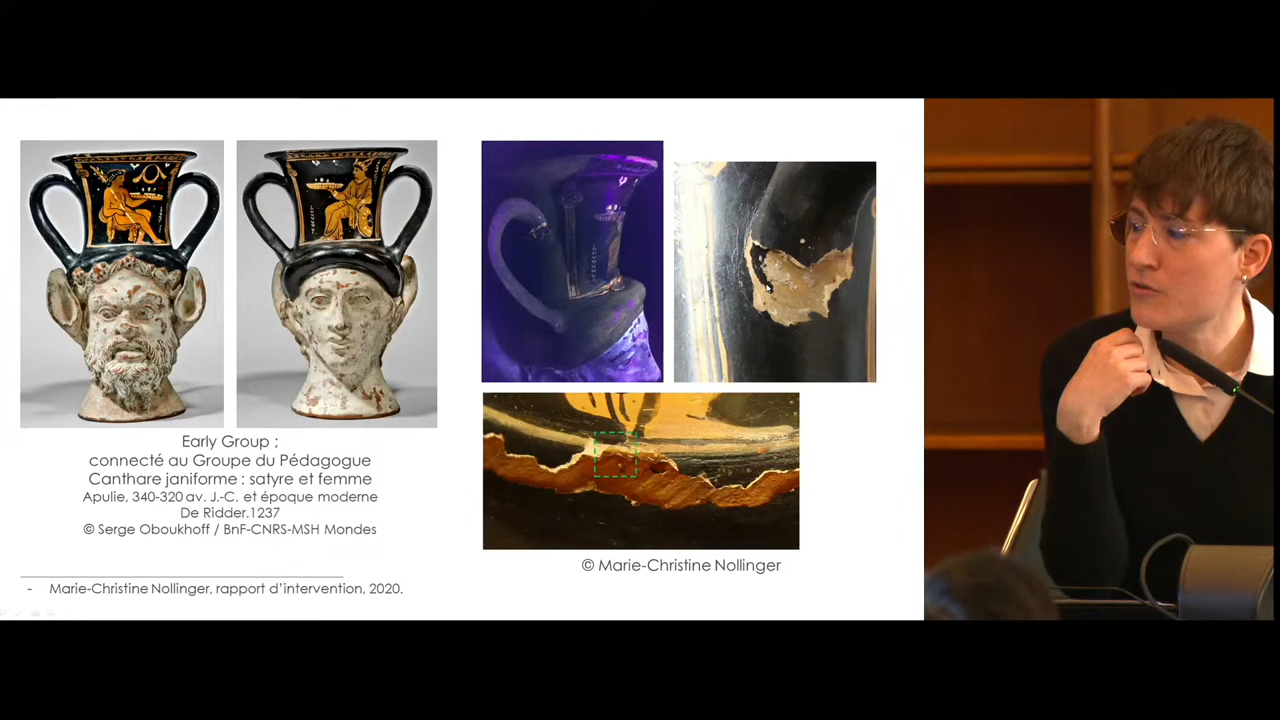 Early Group ;
connecté au Groupe du Pédagogue
Canthare janiforme : satyre et femme
Apulie, 340-320 av. J.-C. et époque moderne
De Ridder.1237
© Serge Oboukhoff / BnF-CNRS-MSH Mondes
© Marie-Christine Nollinger
- Marie-Christine Nollinger, rapport d’intervention, 2020.